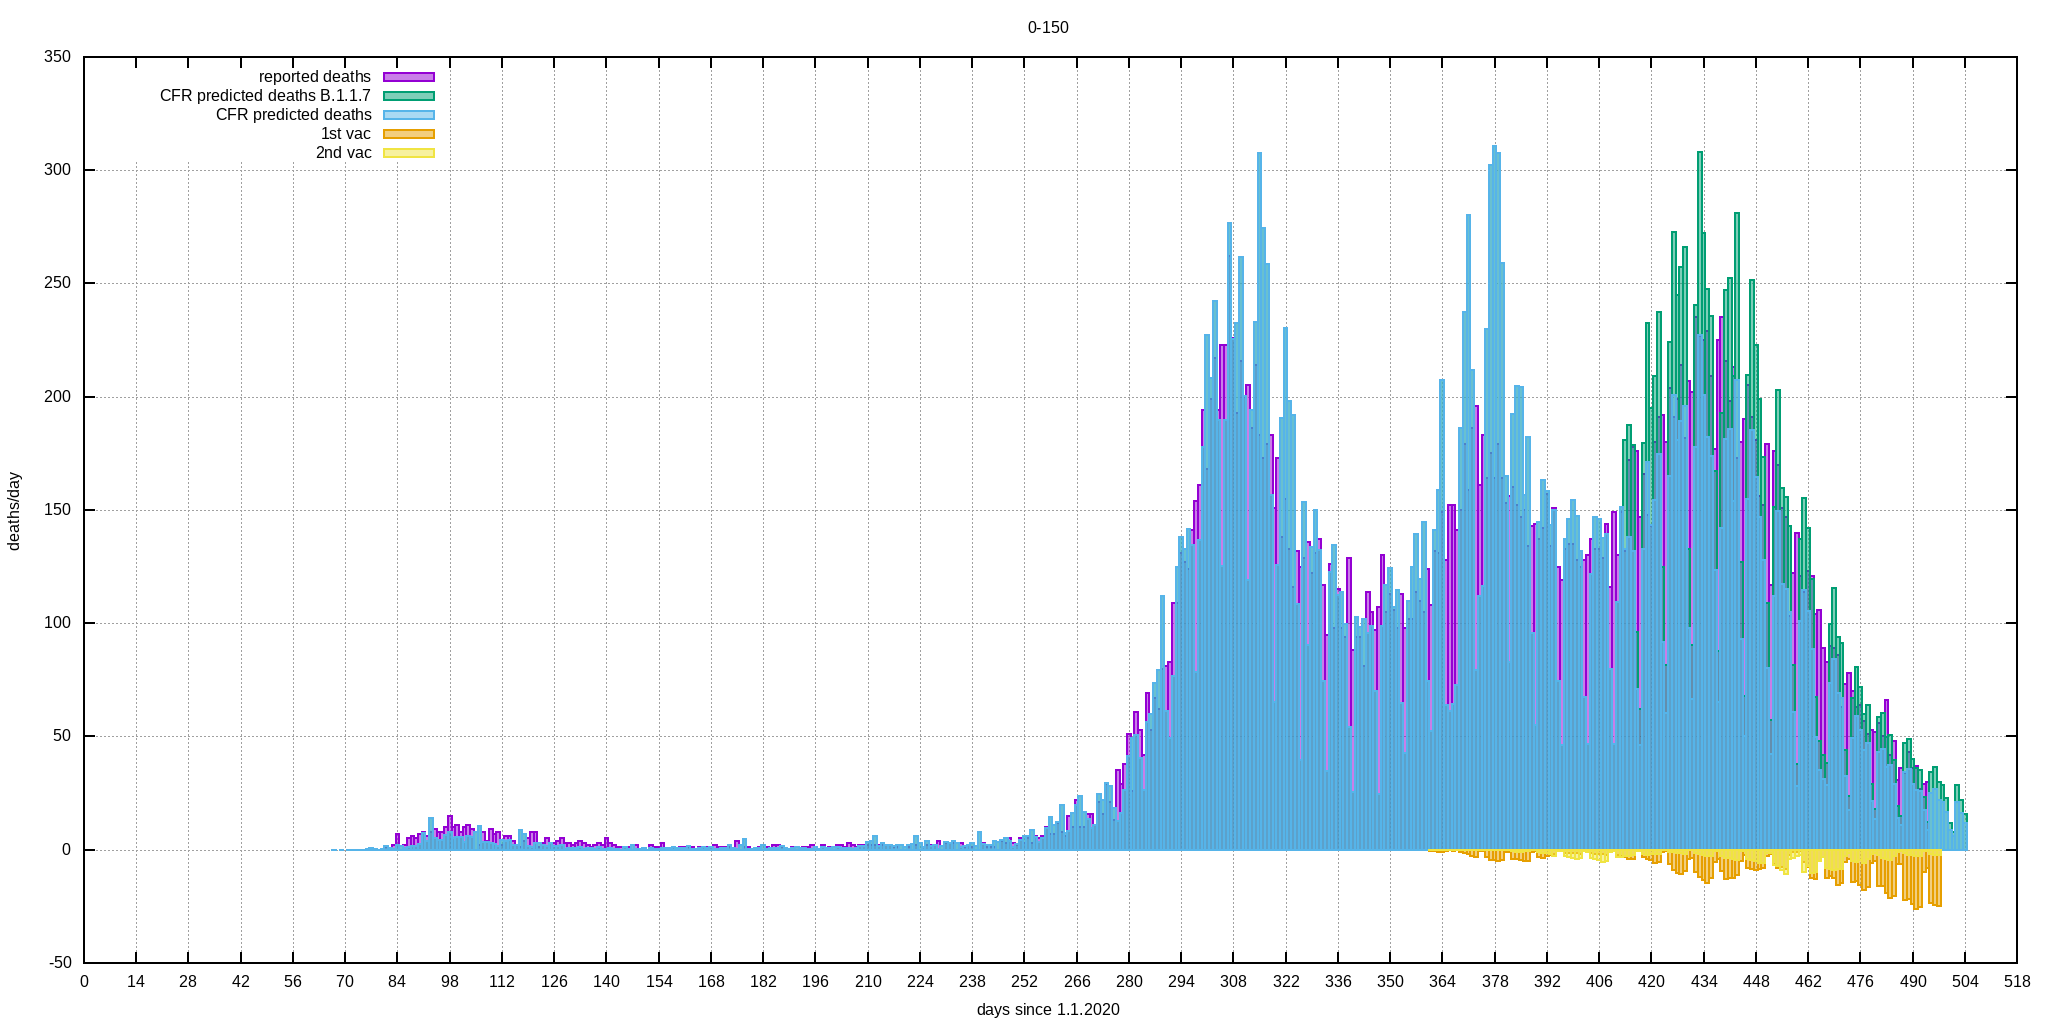 0-150
350
300
250
200
150
100
50
0
-50
deaths/day
reported deaths
CFR predicted deaths B.1.1.7
CFR predicted deaths
1st vac
2nd vac
0 14 28 42 56 70 84 98 112 126 140 154 168 182 196 210 224 238 252 266 280 294 308 322 336 350 364 378 392 406 420 434 448 462 476 490 504 518
days since 1.1.2020